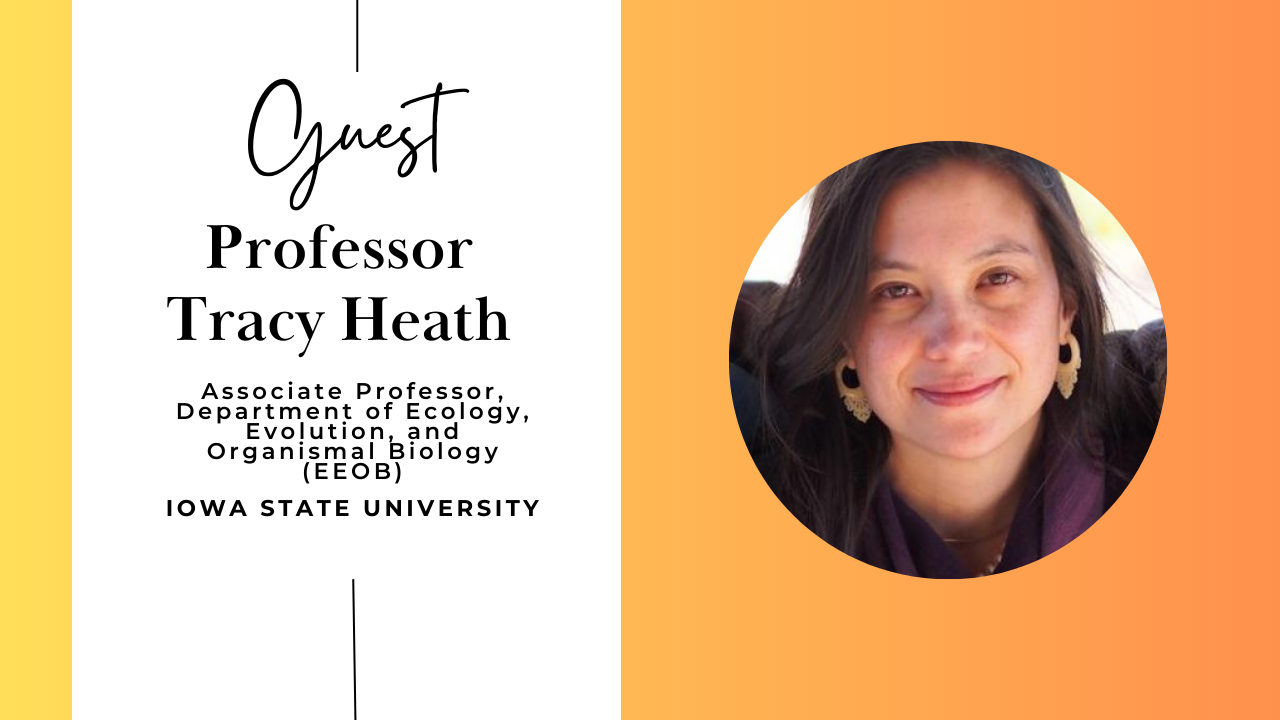 Guest
Professor
Tracy Heath
Associate Professor,
Department of Ecology,
Evolution, and
Organismal Biology
(EEOB)
IOWA STATE UNIVERSITY